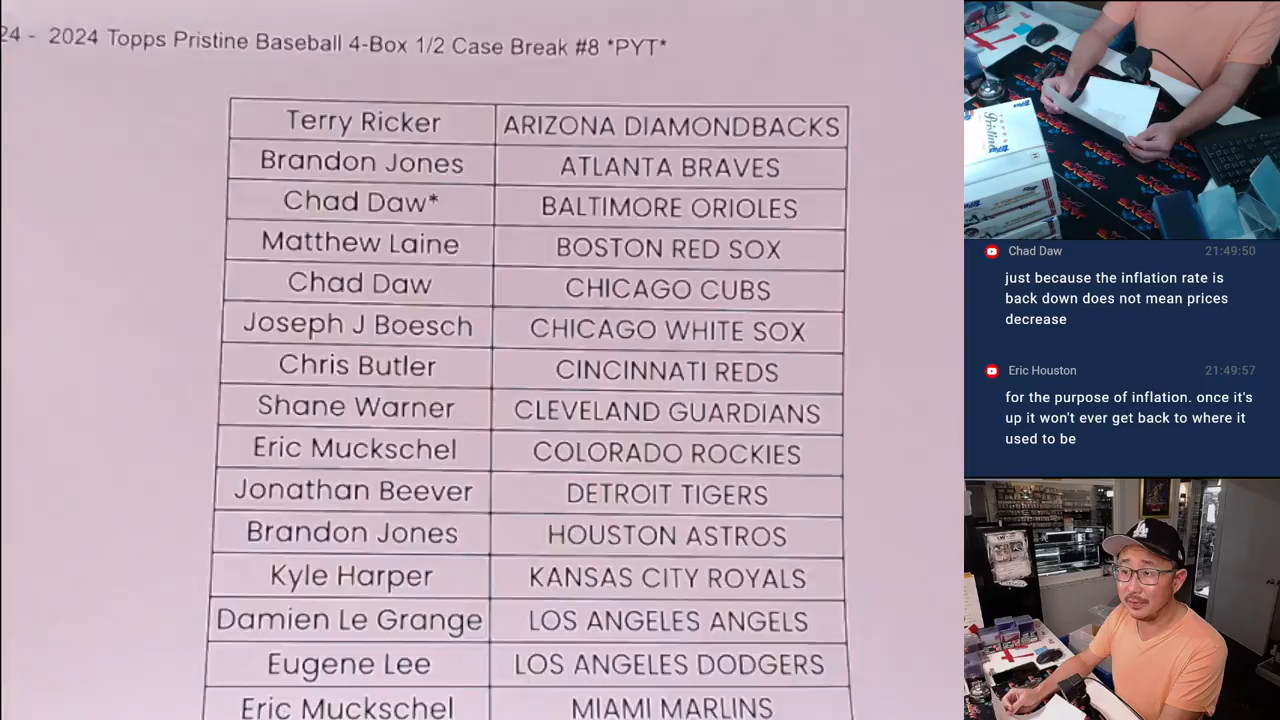 24 - 2024 Topps Pristine Baseball 4-Box 1/2 Case Break #8 *PYT*
Terry Ricker ARIZONA DIAMONDBACKS
Brandon Jones ATLANTA BRAVES
Chad Daw* BALTIMORE ORIOLES
Matthew Laine BOSTON RED SOX
Chad Daw CHICAGO CUBS
Joseph J Boesch CHICAGO WHITE SOX
Chris Butler CINCINNATI REDS
Shane Warner CLEVELAND GUARDIANS
Eric Muckschel COLORADO ROCKIES
Jonathan Beever DETROIT TIGERS
Brandon Jones HOUSTON ASTROS
Kyle Harper KANSAS CITY ROYALS
Damien Le Grange LOS ANGELES ANGELS
Eugene Lee LOS ANGELES DODGERS
Eric Muckschel MIAMI MARLINS
topps
Pristine
Chad Daw 21:49:50
just because the inflation rate is
back down does not mean prices
decrease
Eric Houston 21:49:57
for the purpose of inflation. once it's
up it won't ever get back to where it
used to be